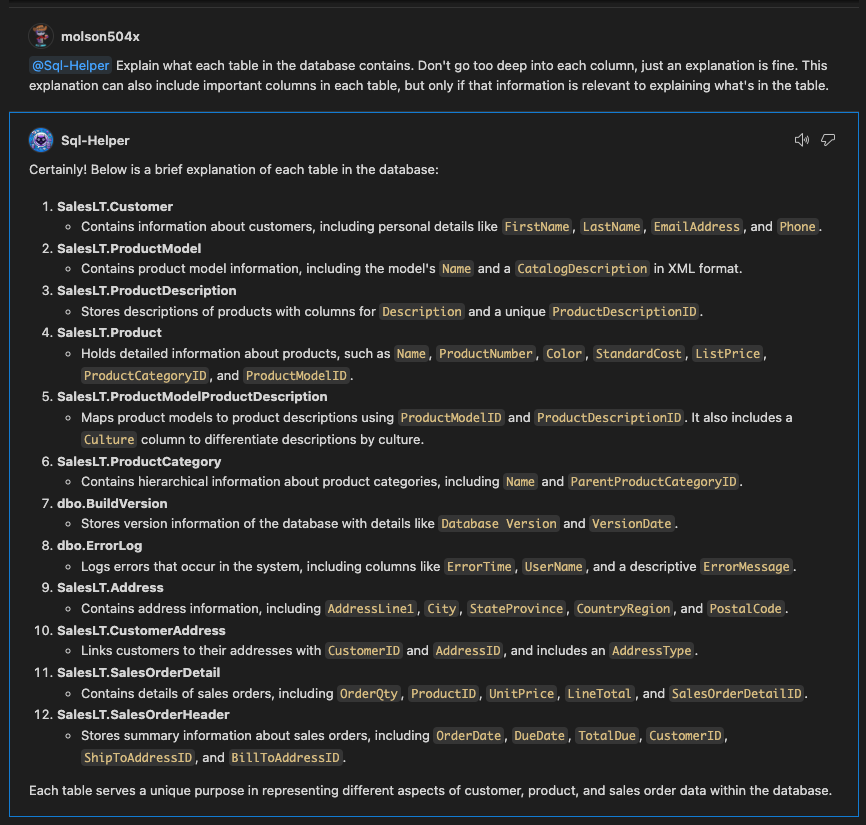 molson504x
@Sql-Helper Explain what each table in the database contains. Don't go too deep into each column, just an explanation is fine. This
explanation can also include important columns in each table, but only if that information is relevant to explaining what's in the table.
Sql-Helper
Certainly! Below is a brief explanation of each table in the database:
1. SalesLT.Customer
Contains information about customers, including personal details like FirstName, LastName, EmailAddress, and Phone.
2. SalesLT.ProductModel
Contains product model information, including the model's Name and a CatalogDescription in XML format.
3. SalesLT.ProductDescription
Stores descriptions of products with columns for Description and a unique ProductDescriptionID.
4. SalesLT.Product
Holds detailed information about products, such as Name, ProductNumber, Color, StandardCost, ListPrice,
ProductCategoryID, and ProductModelID.
5. SalesLT.ProductModelProductDescription
Maps product models to product descriptions using ProductModelID and ProductDescriptionID. It also includes a
Culture column to differentiate descriptions by culture.
6. SalesLT.ProductCategory
Contains hierarchical information about product categories, including Name and ParentProductCategoryID.
7. dbo.BuildVersion
Stores version information of the database with details like Database Version and VersionDate.
8. dbo.ErrorLog
Logs errors that occur in the system, including columns like ErrorTime, UserName, and a descriptive ErrorMessage.
9. SalesLT.Address
Contains address information, including AddressLine1, City, StateProvince, CountryRegion, and PostalCode.
10. SalesLT.CustomerAddress
Links customers to their addresses with CustomerID and AddressID, and includes an AddressType.
11. SalesLT.SalesOrderDetail
Contains details of sales orders, including OrderQty, ProductID, UnitPrice, LineTotal, and SalesOrderDetailID.
12. SalesLT.SalesOrderHeader
Stores summary information about sales orders, including OrderDate, DueDate, TotalDue, CustomerID,
ShipToAddressID, and BillToAddressID.
Each table serves a unique purpose in representing different aspects of customer, product, and sales order data within the database.